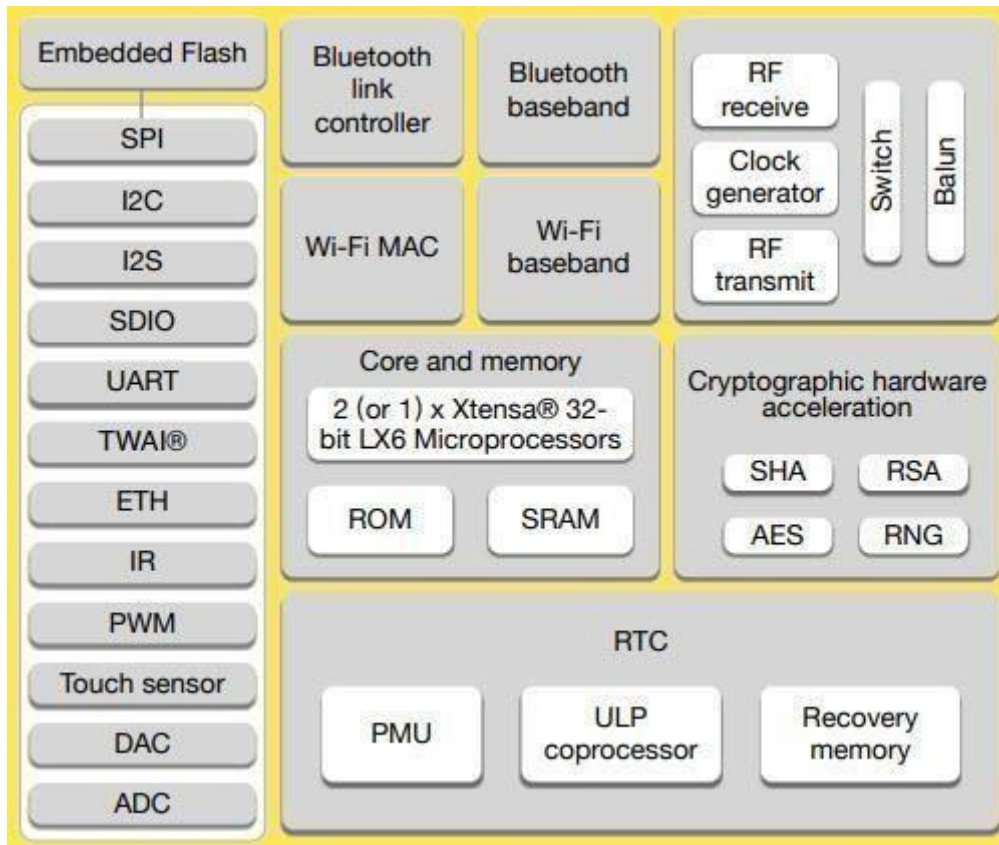 Embedded Flash
SPI
I2C
I2S
SDIO
UART
TWAI®
ETH
IR
PWM
Touch sensor
DAC
ADC
Bluetooth
link
controller
Bluetooth
baseband
Wi-Fi MAC
Wi-Fi
baseband
RF
receive
Clock
generator
RF
transmit
Switch
Balun
Core and memory
2 (or 1) x Xtensa® 32-
bit LX6 Microprocessors
ROM
SRAM
Cryptographic hardware
acceleration
SHA
RSA
AES
RNG
RTC
PMU
ULP
coprocessor
Recovery
memory